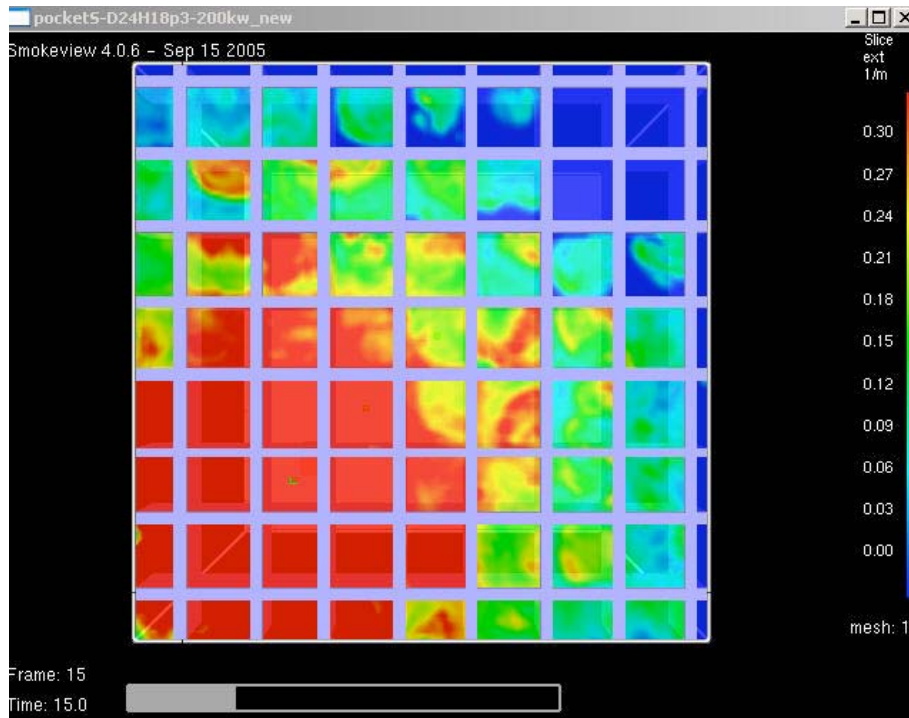 pocket5-D24H18p3-200kw_new
Smokeview 4.0.6 - Sep 15 2005
Slice
ext
1/m
0.30
0.27
0.24
0.21
0.18
0.15
0.12
0.09
0.06
0.03
0.00
mesh: 1
Frame: 15
Time: 15.0